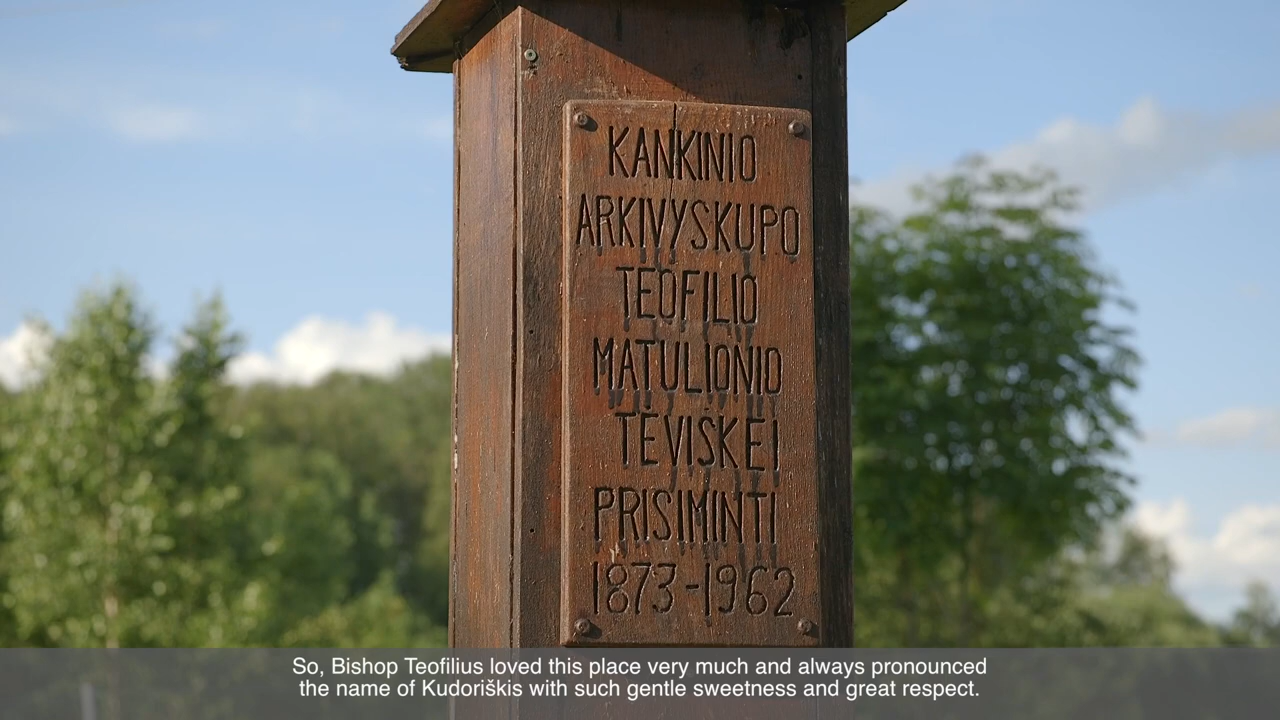 KANKINIO
ARKIVYSKUPO
TEOFILIO
MATULIONIO
TĖVIŠKEI
PRISIMINTI
1873-1962
So, Bishop Teofilius loved this place very much and always pronounced
the name of Kudoriškis with such gentle sweetness and great respect.